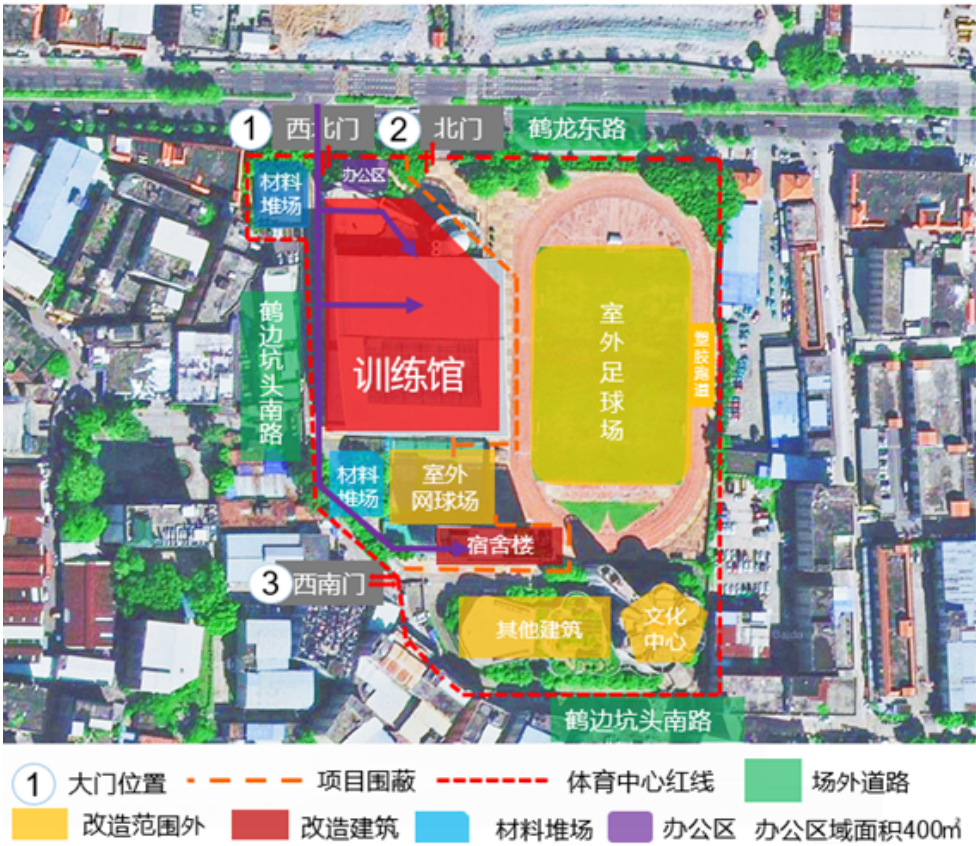 ① 西北门 ② 北门 鹤龙东路
材料
堆场
办公区
鹤边坑头南路
训练馆
室外足球场
塑胶跑道
材料
堆场
室外
网球场
宿舍楼
③ 西南门
其他建筑
文化
中心
鹤边坑头南路
① 大门位置 项目围蔽 体育中心红线 场外道路
改造范围外 改造建筑 材料堆场 办公区 办公区域面积400㎡